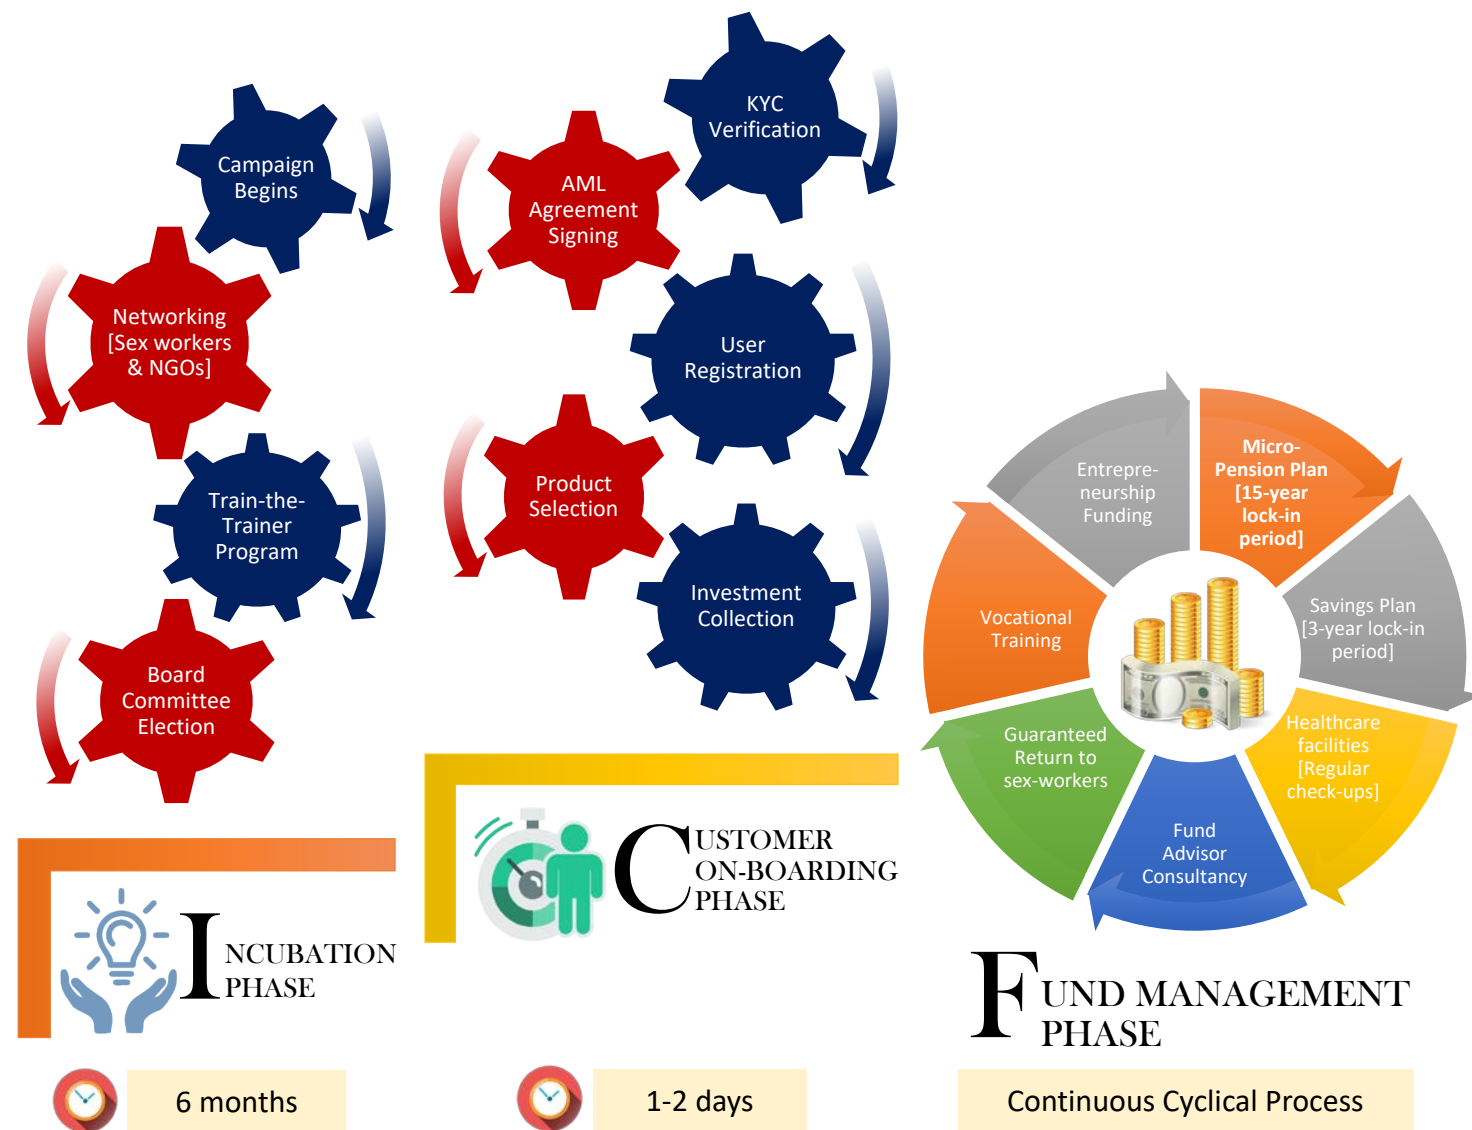 Campaign
Begins
Networking
[Sex workers
& NGOs]
Train-the-
Trainer
Program
Board
Committee
Election
INCUBATION
PHASE
6 months
KYC
Verification
AML
Agreement
Signing
User
Registration
Product
Selection
Investment
Collection
CUSTOMER
ON-BOARDING
PHASE
1-2 days
Micro-
Pension Plan
[15-year
lock-in
period]
Savings Plan
[3-year lock-in
period]
Healthcare
facilities
[Regular
check-ups]
Fund
Advisor
Consultancy
Guaranteed
Return to
sex-workers
Vocational
Training
Entrepre-
neurship
Funding
FUND MANAGEMENT
PHASE
Continuous Cyclical Process